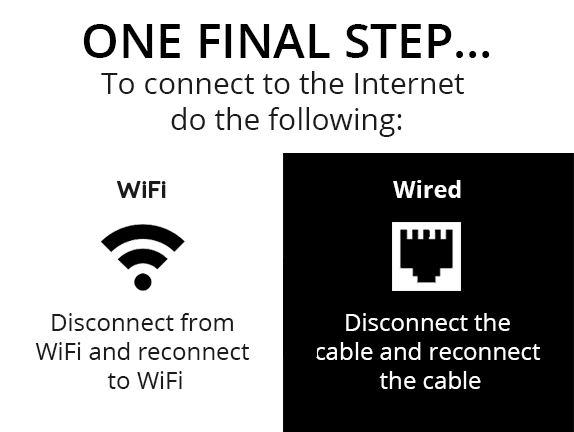 ONE FINAL STEP...
To connect to the Internet
do the following:
WiFi
Disconnect from
WiFi and reconnect
to WiFi
Wired
Disconnect the
cable and reconnect
the cable